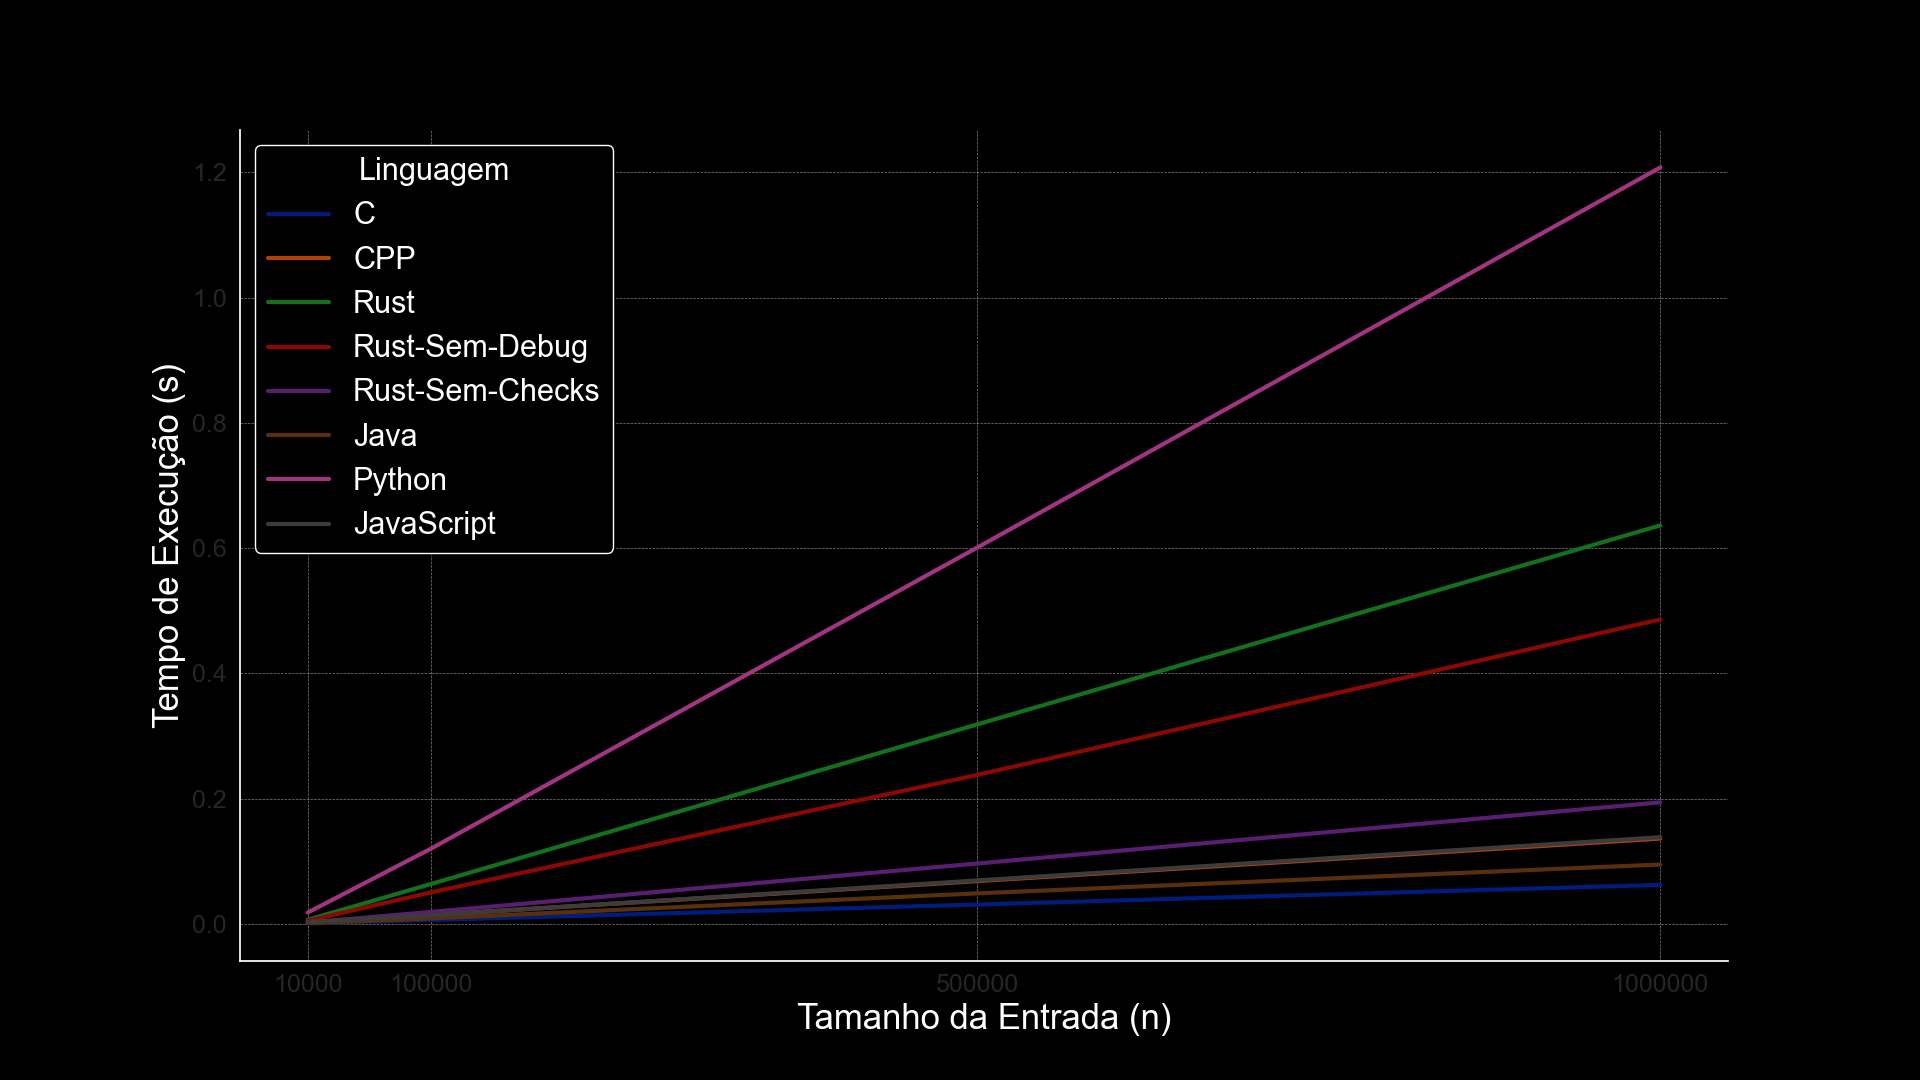 Linguagem
C
CPP
Rust
Rust-Sem-Debug
Rust-Sem-Checks
Java
Python
JavaScript
Tempo de Execução (s)
1.2
1.0
0.8
0.6
0.4
0.2
0.0
10000 100000 500000 1000000
Tamanho da Entrada (n)